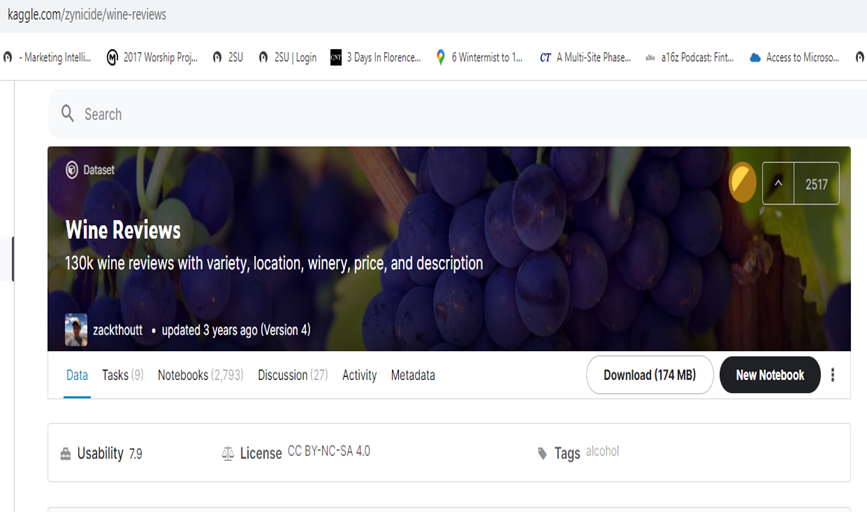 kaggle.com/zynicide/wine-reviews
- Marketing Intelli... 2017 Worship Proj... 2SU 2SU | Login 3 Days In Florence... 6 Wintermist to 1... CT A Multi-Site Phase... a16z Podcast: Fint... Access to Microso...
Search
Dataset
2517
Wine Reviews
130k wine reviews with variety, location, winery, price, and description
zackthoutt • updated 3 years ago (Version 4)
Data Tasks (9) Notebooks (2,793) Discussion (27) Activity Metadata Download (174 MB) New Notebook
Usability 7.9 License CC BY-NC-SA 4.0 Tags alcohol